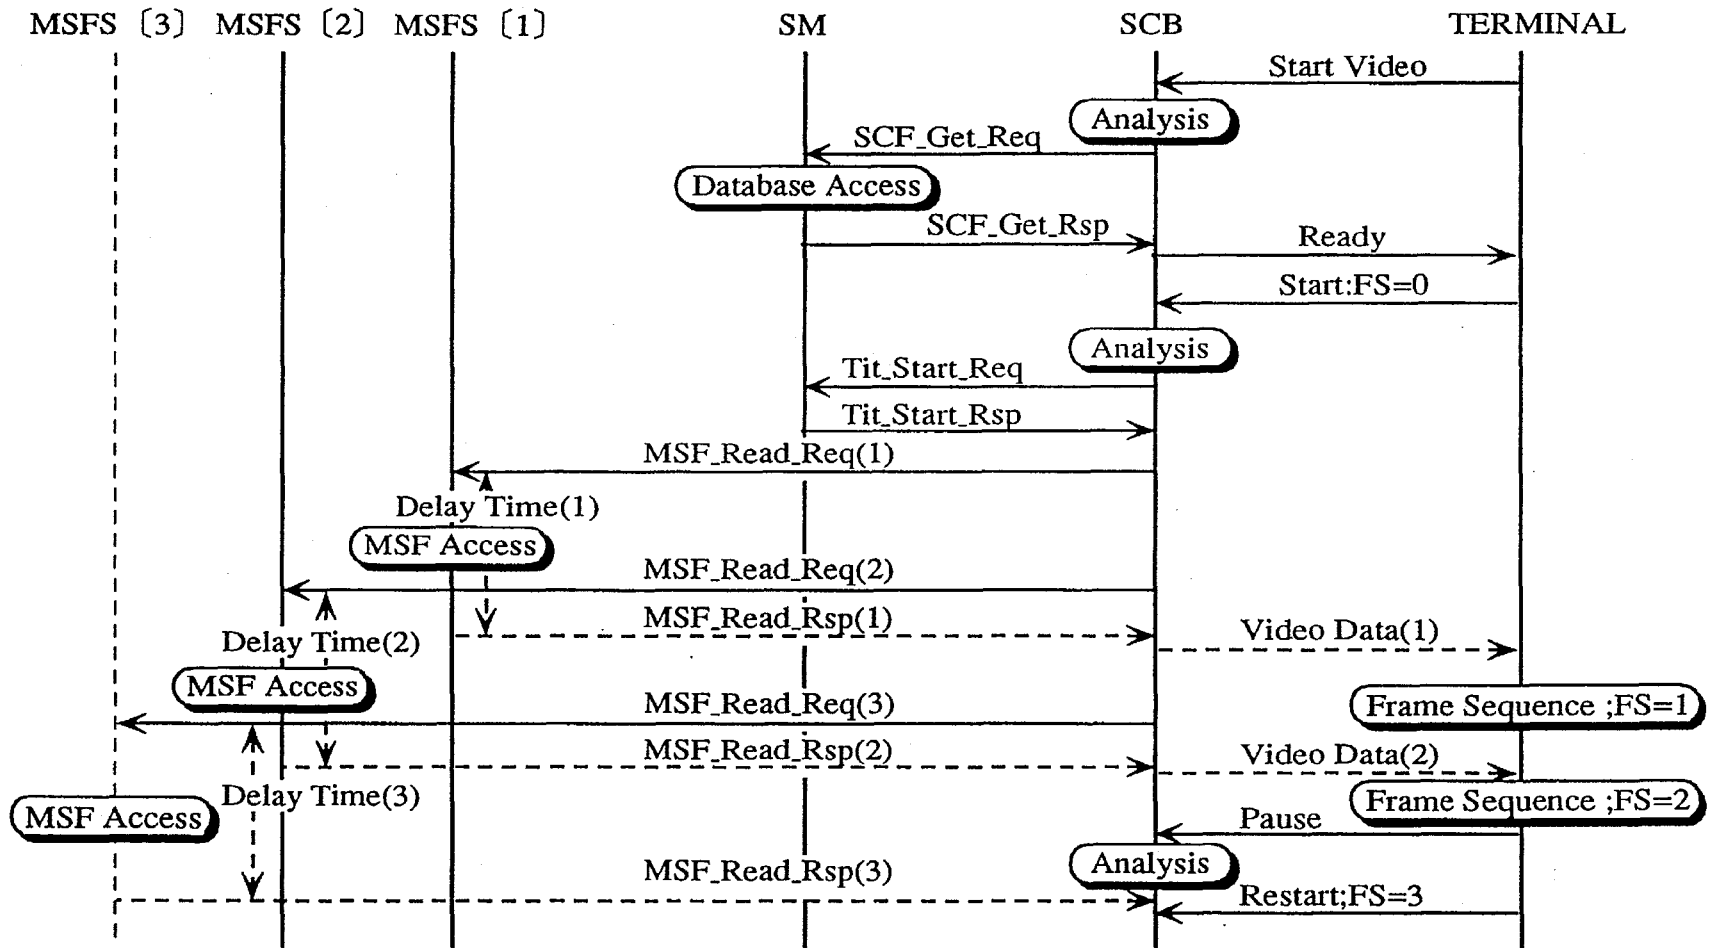 MSFS〔3〕 MSFS〔2〕 MSFS〔1〕 SM SCB TERMINAL
Start Video
Analysis
SCF_Get_Req
Database Access
SCF_Get_Rsp
Ready
Start:FS=0
Analysis
Tit_Start_Req
Tit_Start_Rsp
MSF_Read_Req(1)
Delay Time(1)
MSF Access
MSF_Read_Req(2)
MSF_Read_Rsp(1)
Video Data(1)
Delay Time(2)
MSF Access
MSF_Read_Req(3)
Frame Sequence ;FS=1
MSF_Read_Rsp(2)
Video Data(2)
Delay Time(3)
Frame Sequence ;FS=2
MSF Access
Pause
Analysis
MSF_Read_Rsp(3)
Restart;FS=3